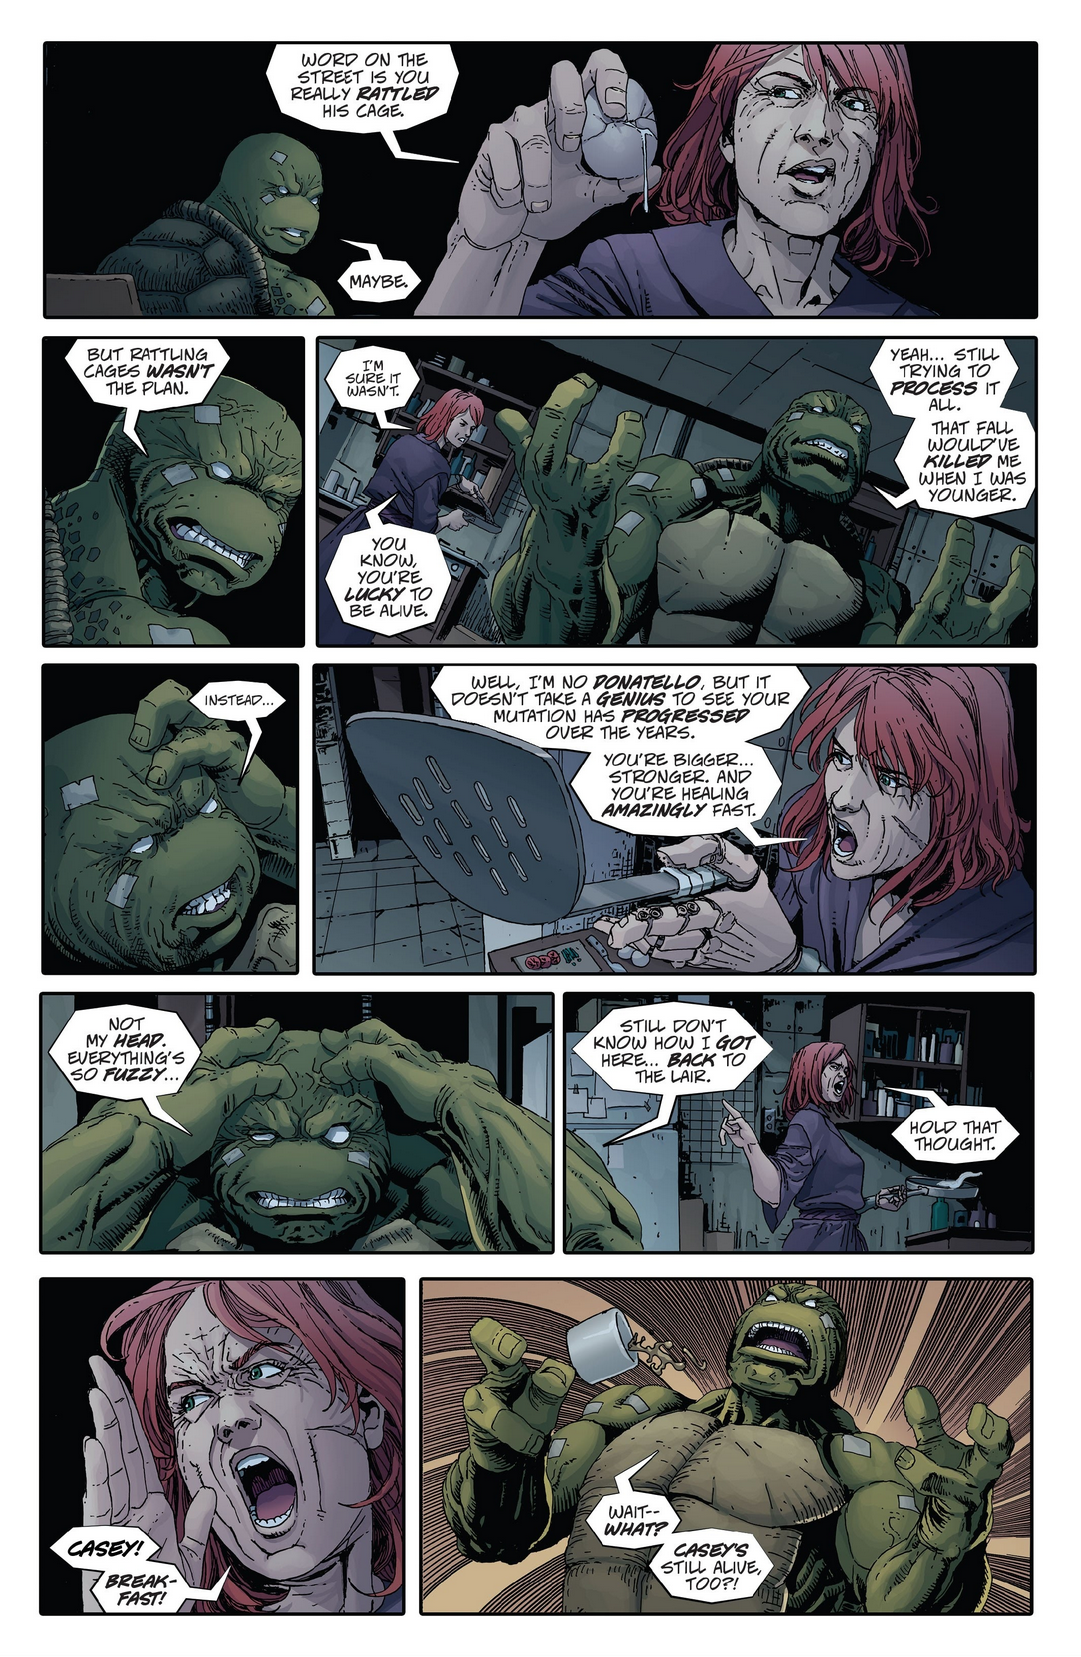 WORD ON THE
STREET IS YOU
REALLY RATTLED
HIS CAGE.
MAYBE.
BUT RATTLING
CAGES WASN'T
THE PLAN.
I'M
SURE IT
WASN'T.
YOU
KNOW,
YOU'RE
LUCKY TO
BE ALIVE.
YEAH... STILL
TRYING TO
PROCESS IT
ALL.
THAT FALL
WOULD'VE
KILLED ME
WHEN I WAS
YOUNGER.
INSTEAD...
WELL, I'M NO DONATELLO, BUT IT
DOESN'T TAKE A GENIUS TO SEE YOUR
MUTATION HAS PROGRESSED
OVER THE YEARS.
YOU'RE BIGGER...
STRONGER. AND
YOU'RE HEALING
AMAZINGLY FAST.
NOT
MY HEAD.
EVERYTHING'S
SO FUZZY...
STILL DON'T
KNOW HOW I GOT
HERE... BACK TO
THE LAIR.
HOLD THAT
THOUGHT.
CASEY!
BREAK-
FAST!
WAIT--
WHAT?
CASEY'S
STILL ALIVE,
TOO?!